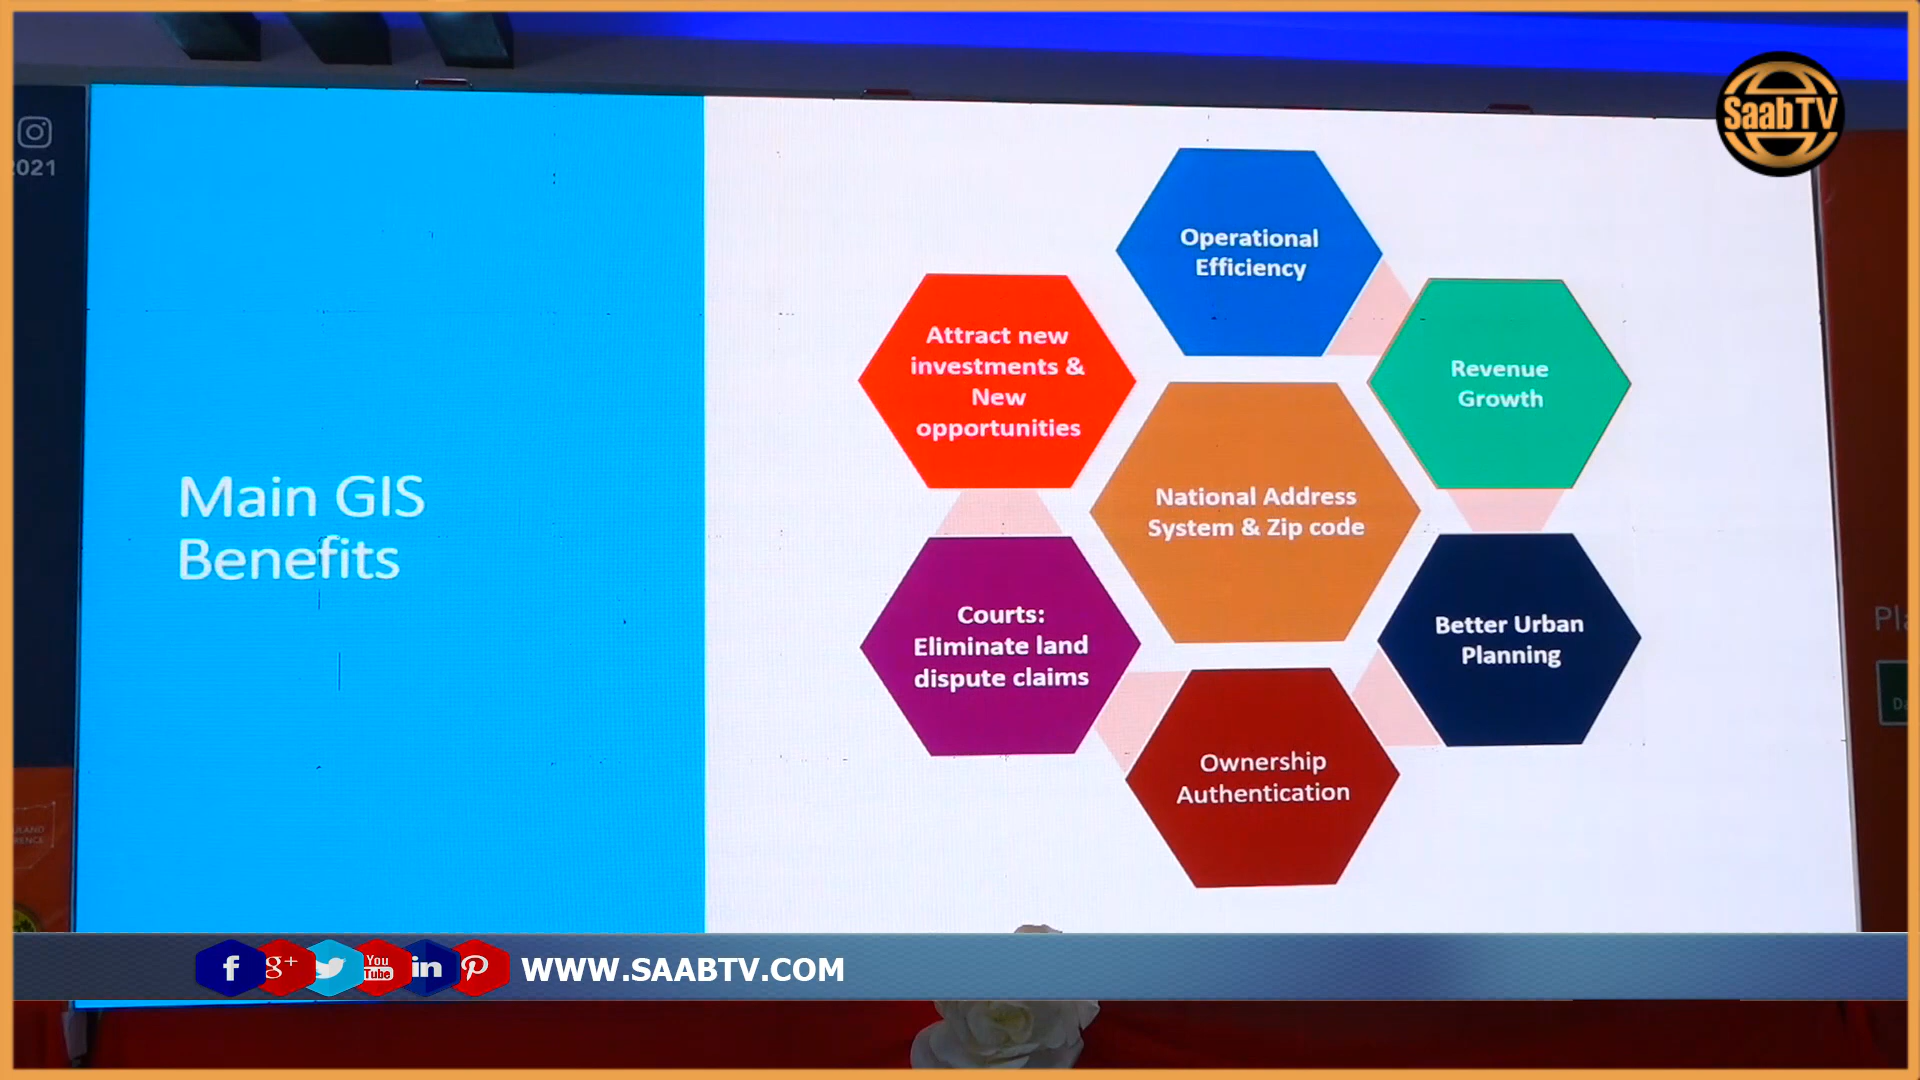 SaabTV
2021
Main GIS
Benefits
Operational
Efficiency
Revenue
Growth
Attract new
investments &
New
opportunities
National Address
System & Zip code
Better Urban
Planning
Courts:
Eliminate land
dispute claims
Ownership
Authentication
f
g+
You
Tube
in
WWW.SAABTV.COM